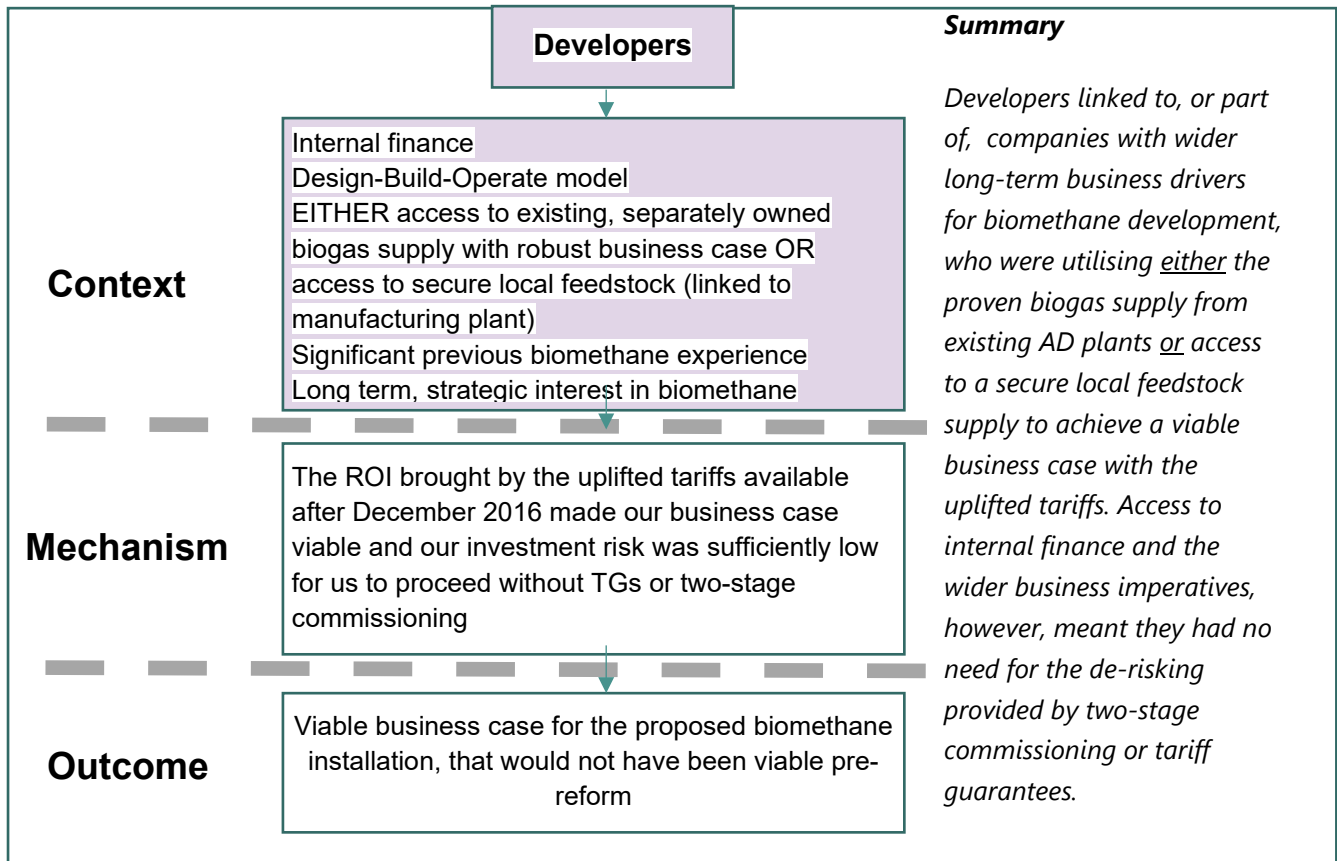 Developers
Context
Internal finance
Design-Build-Operate model
EITHER access to existing, separately owned
biogas supply with robust business case OR
access to secure local feedstock (linked to
manufacturing plant)
Significant previous biomethane experience
Long term, strategic interest in biomethane
Mechanism
The ROI brought by the uplifted tariffs available
after December 2016 made our business case
viable and our investment risk was sufficiently low
for us to proceed without TGs or two-stage
commissioning
Outcome
Viable business case for the proposed biomethane
installation, that would not have been viable pre-
reform
Summary
Developers linked to, or part
of, companies with wider
long-term business drivers
for biomethane development,
who were utilising either the
proven biogas supply from
existing AD plants or access
to a secure local feedstock
supply to achieve a viable
business case with the
uplifted tariffs. Access to
internal finance and the
wider business imperatives,
however, meant they had no
need for the de-risking
provided by two-stage
commissioning or tariff
guarantees.